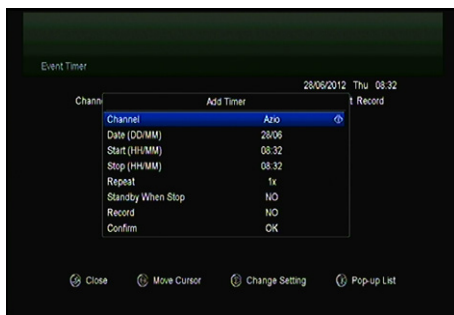 Event Timer
28/06/2012 Thu 08:32
Chann
t Record
Add Timer
Channel Azio
Date (DD/MM) 28/06
Start (HH/MM) 08:32
Stop (HH/MM) 08:32
Repeat 1x
Standby When Stop NO
Record NO
Confirm OK
Close Move Cursor Change Setting Pop-up List